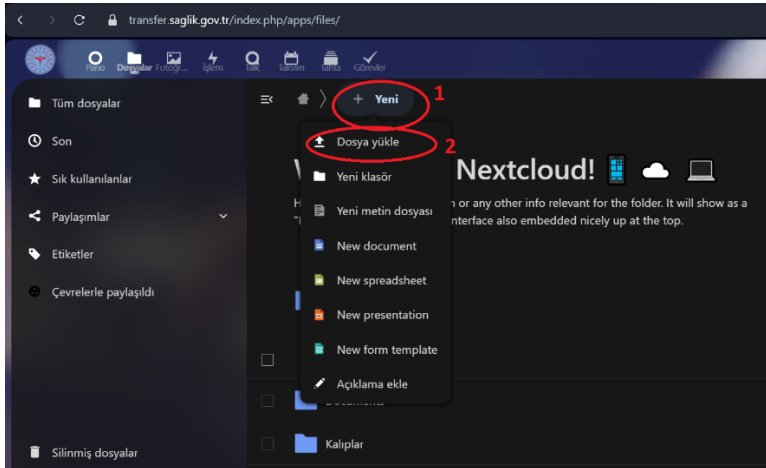 transfer.saglik.gov.tr/index.php/apps/files/
Pano Dosyalar Fotoğr... İşlem Talk Takvim Tahta Görevler
Tüm dosyalar
Son
Sık kullanılanlar
Paylaşımlar
Etiketler
Çevrelerle paylaşıldı
Silinmiş dosyalar
+ Yeni 1
Dosya yükle 2
Yeni klasör
Yeni metin dosyası
New document
New spreadsheet
New presentation
New form template
Açıklama ekle
Nextcloud!
or any other info relevant for the folder. It will show as a
nterface also embedded nicely up at the top.
Documents
Kalıplar